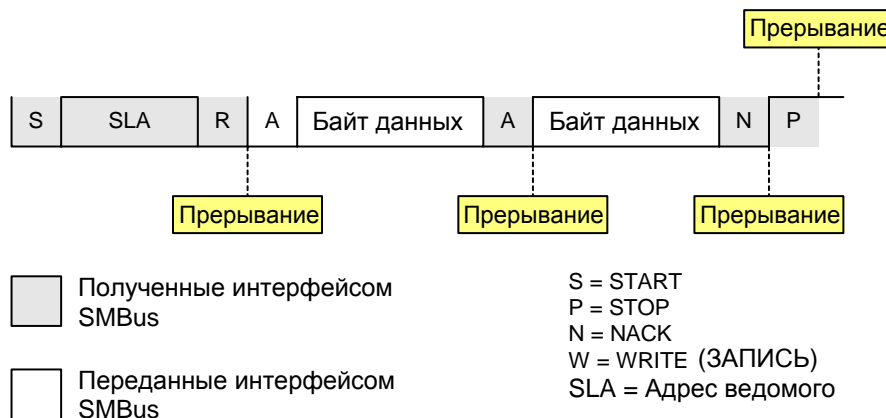 Прерывание
S SLA R A Байт данных A Байт данных N P
Прерывание Прерывание Прерывание
Полученные интерфейсом
SMBus
Переданные интерфейсом
SMBus
S = START
P = STOP
N = NACK
W = WRITE (ЗАПИСЬ)
SLA = Адрес ведомого